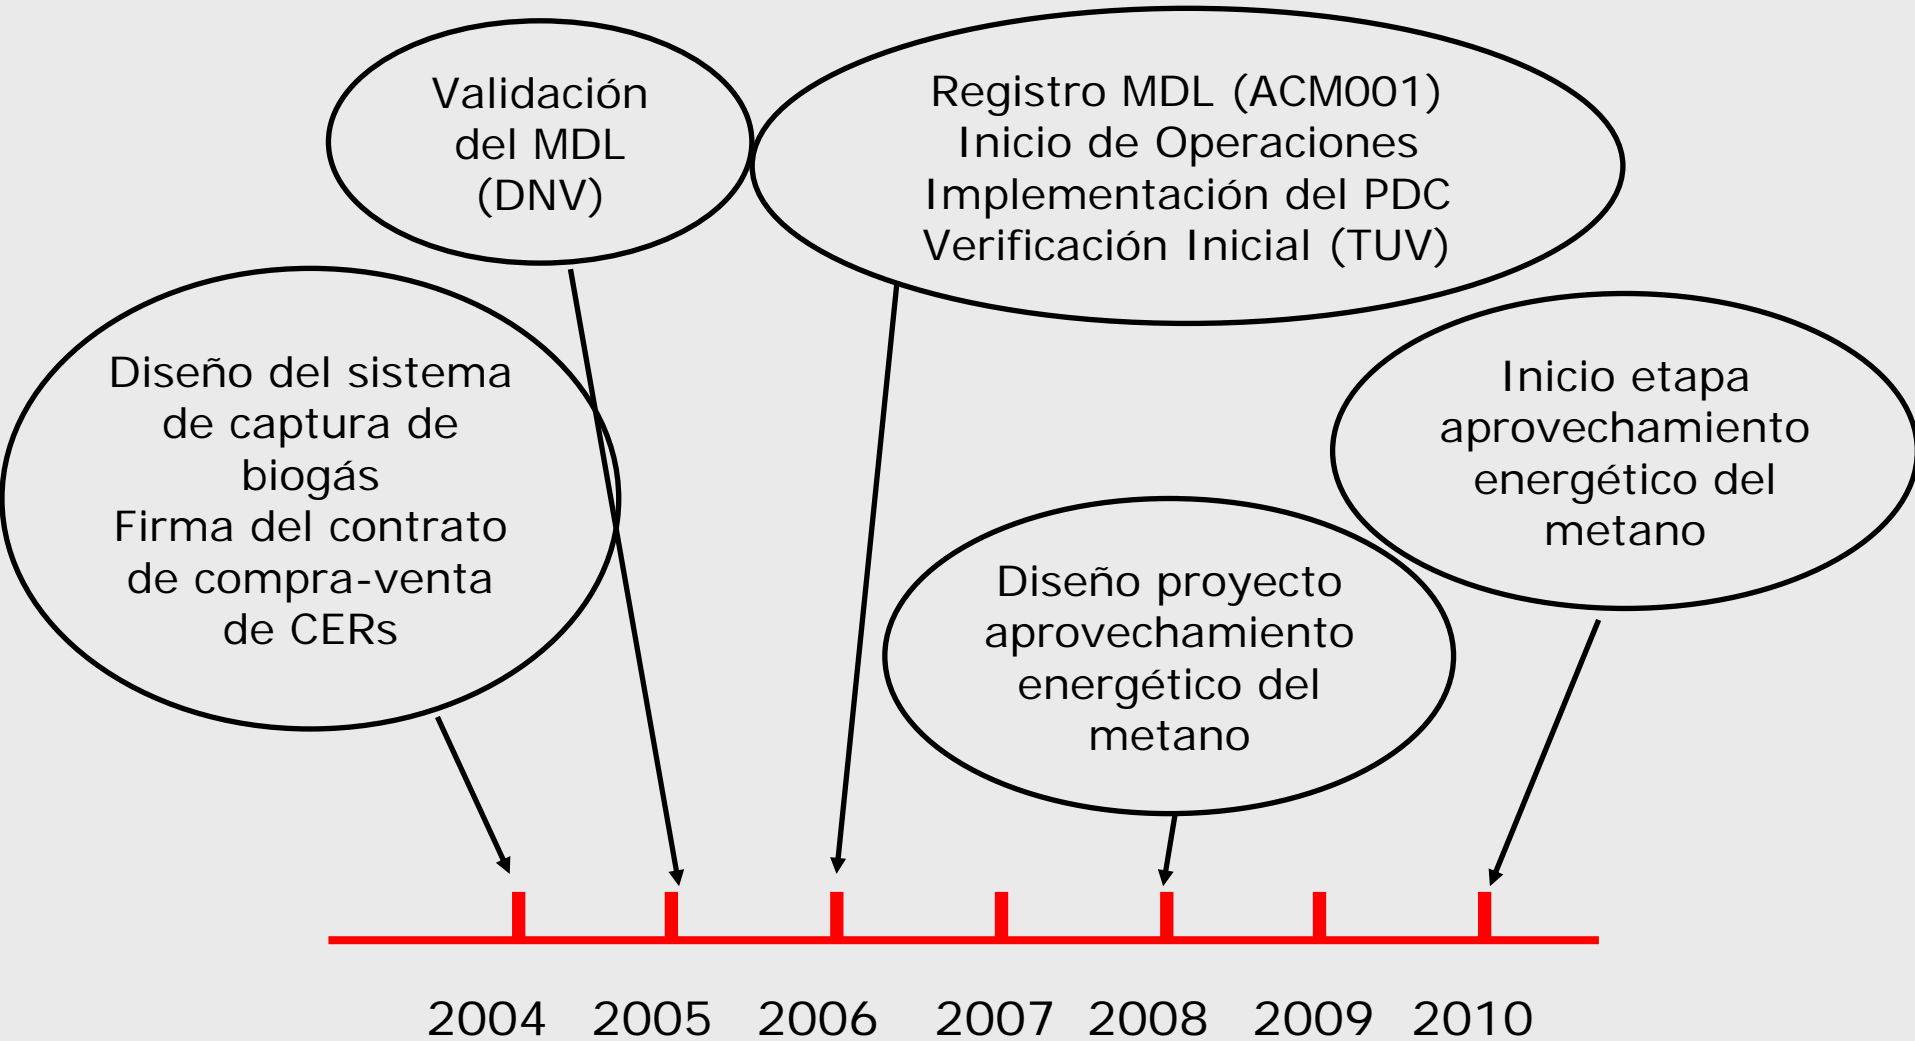 Validación
del MDL
(DNV)
Registro MDL (ACM001)
Inicio de Operaciones
Implementación del PDC
Verificación Inicial (TUV)
Diseño del sistema
de captura de
biogás
Firma del contrato
de compra-venta
de CERs
Inicio etapa
aprovechamiento
energético del
metano
Diseño proyecto
aprovechamiento
energético del
metano
2004 2005 2006 2007 2008 2009 2010